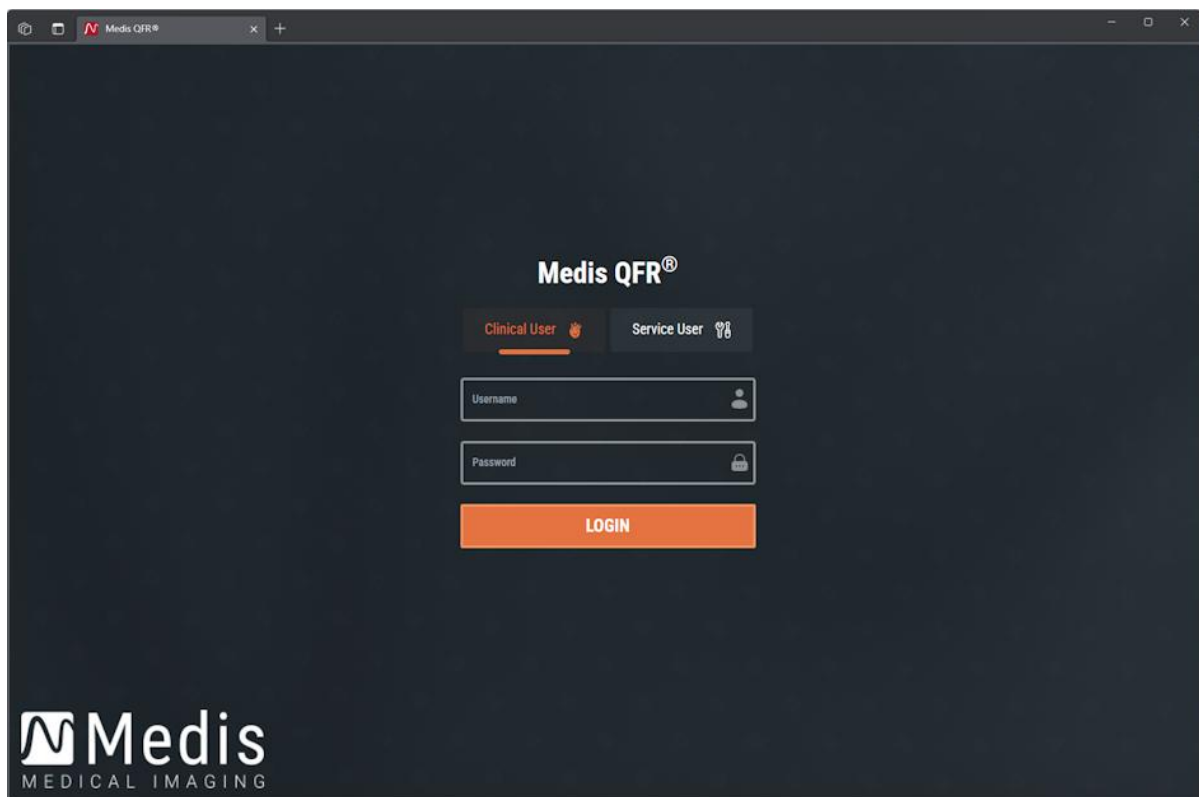 Medis QFR®
Medis QFR®
Clinical User Service User
Username
Password
LOGIN
Medis
MEDICAL IMAGING